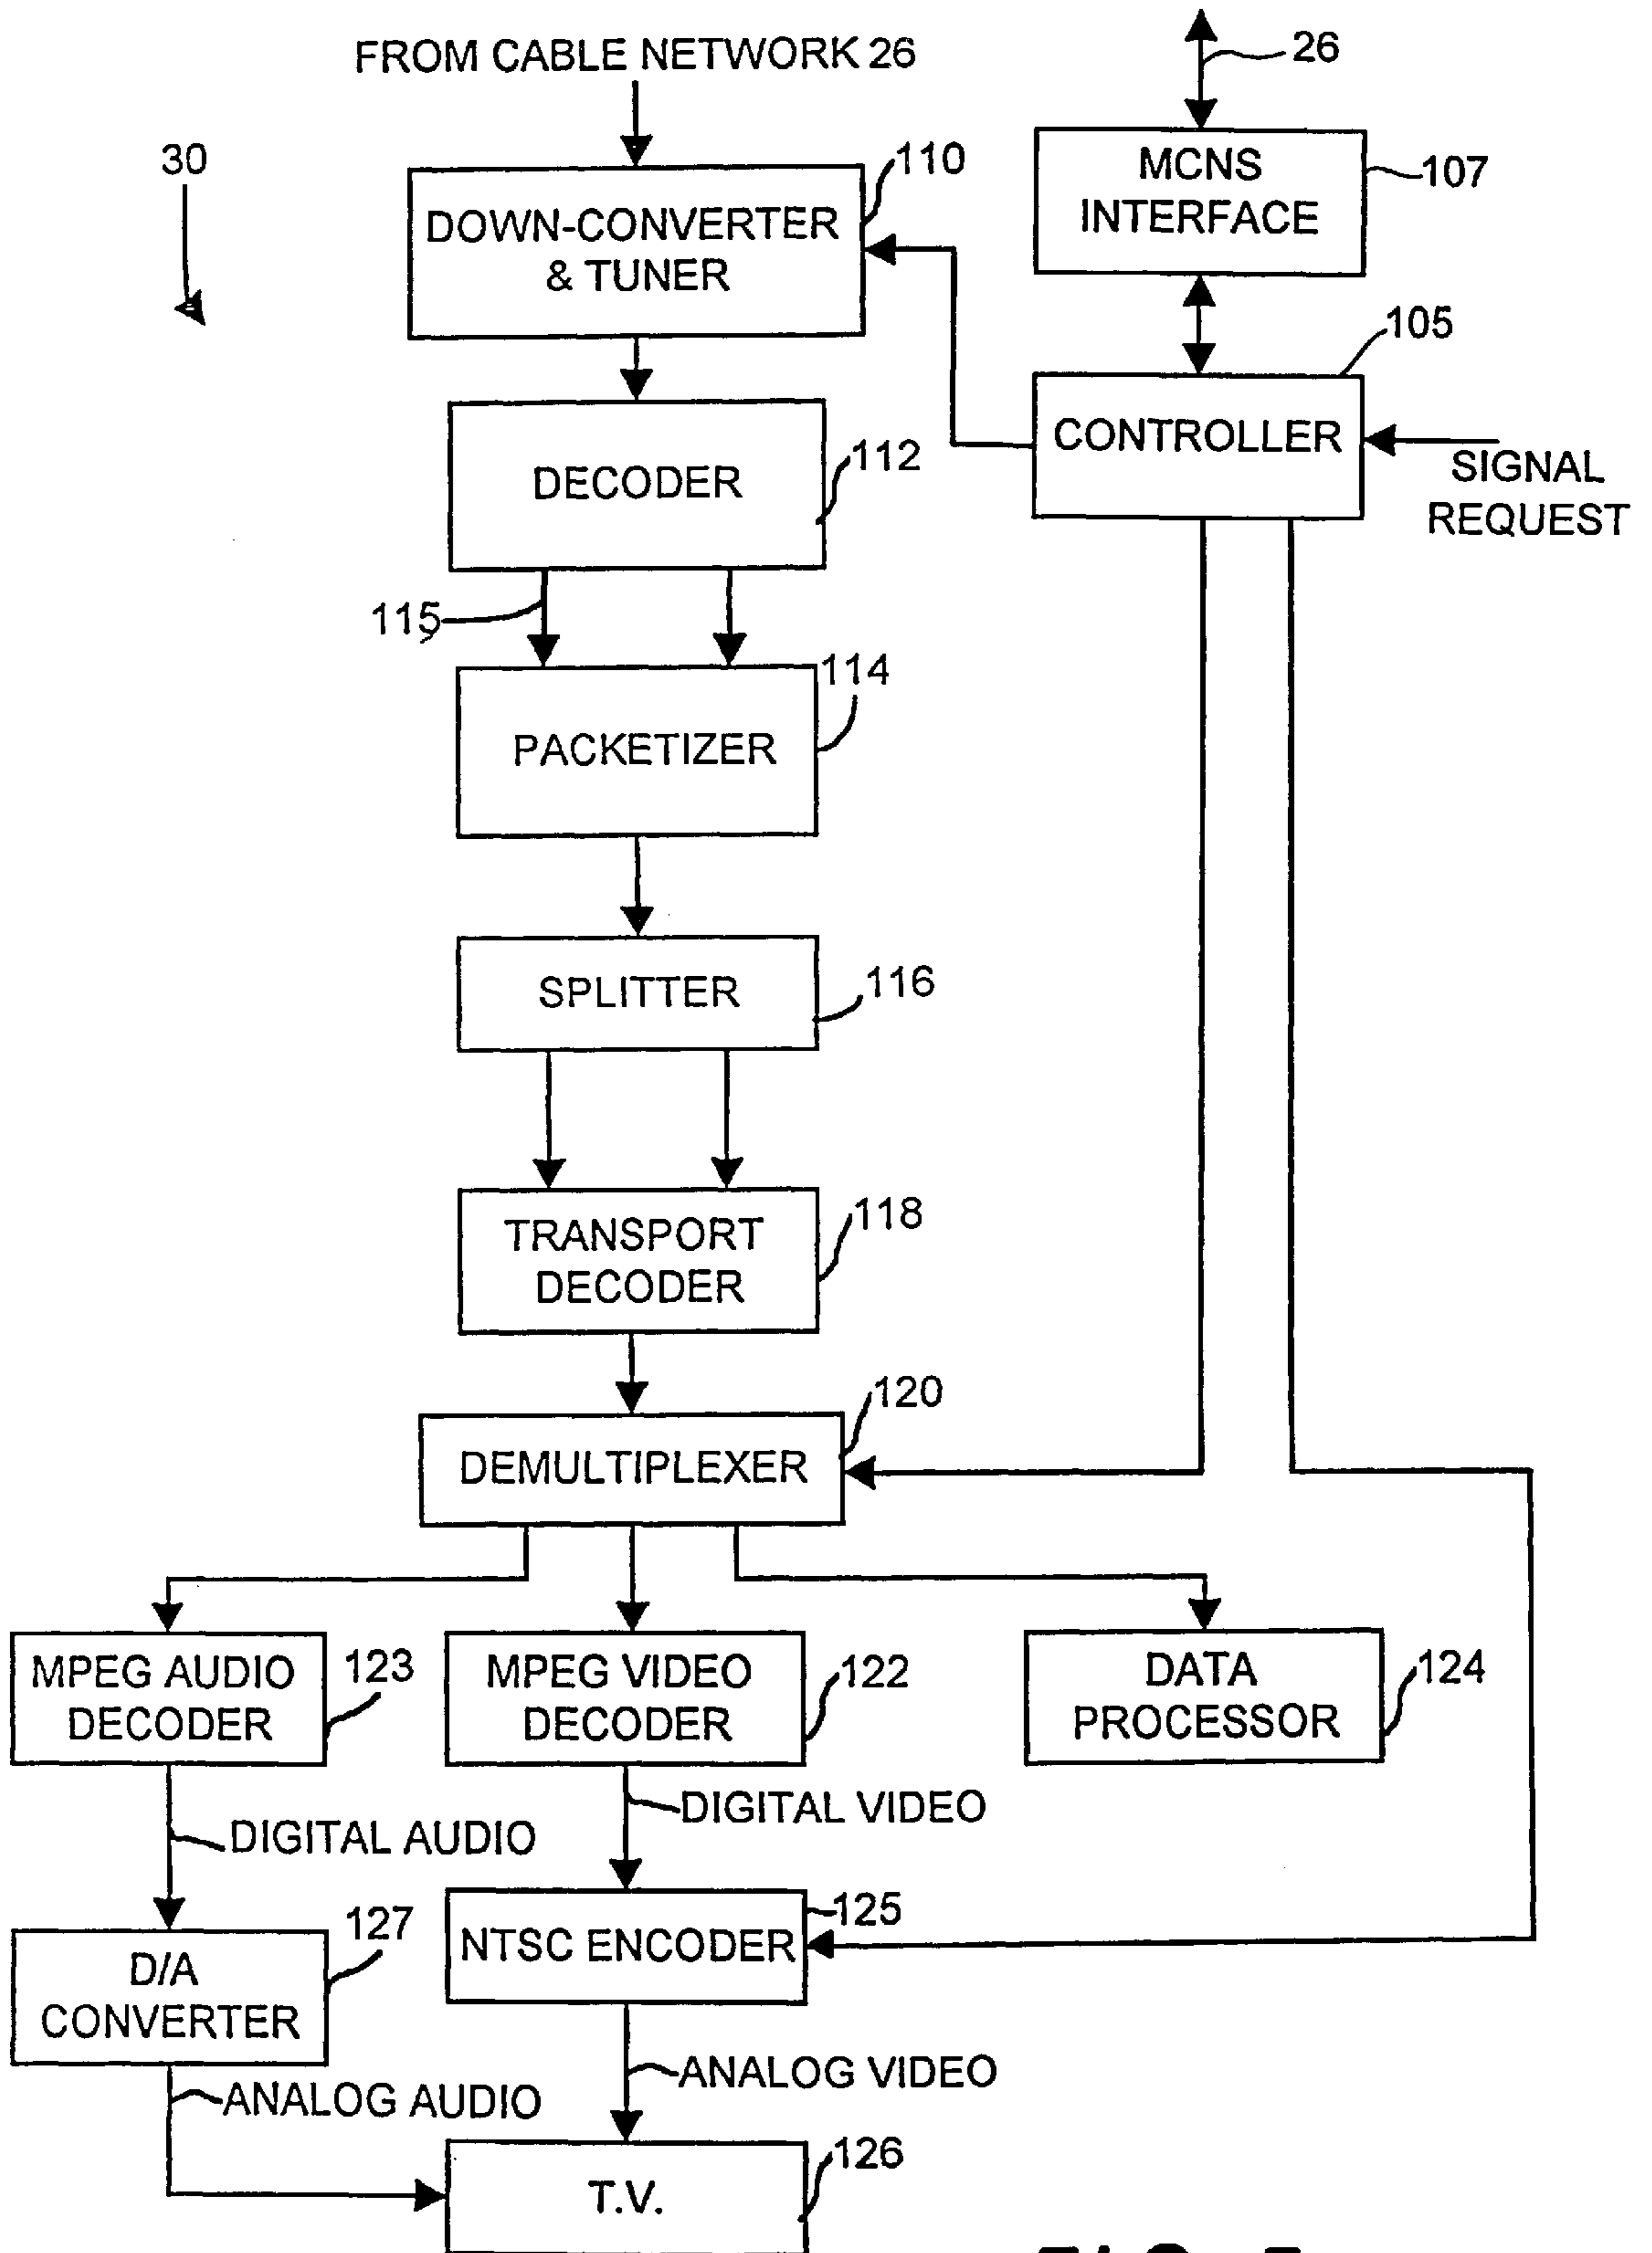 FROM CABLE NETWORK 26
26
30
110
DOWN-CONVERTER
& TUNER
MCNS
INTERFACE
107
105
CONTROLLER
SIGNAL
REQUEST
DECODER
112
115
114
PACKETIZER
SPLITTER
116
TRANSPORT
DECODER
118
120
DEMULTIPLEXER
MPEG AUDIO
DECODER
123
MPEG VIDEO
DECODER
122
DATA
PROCESSOR
124
DIGITAL VIDEO
DIGITAL AUDIO
127
D/A
CONVERTER
125
NTSC ENCODER
ANALOG VIDEO
ANALOG AUDIO
126
T.V.